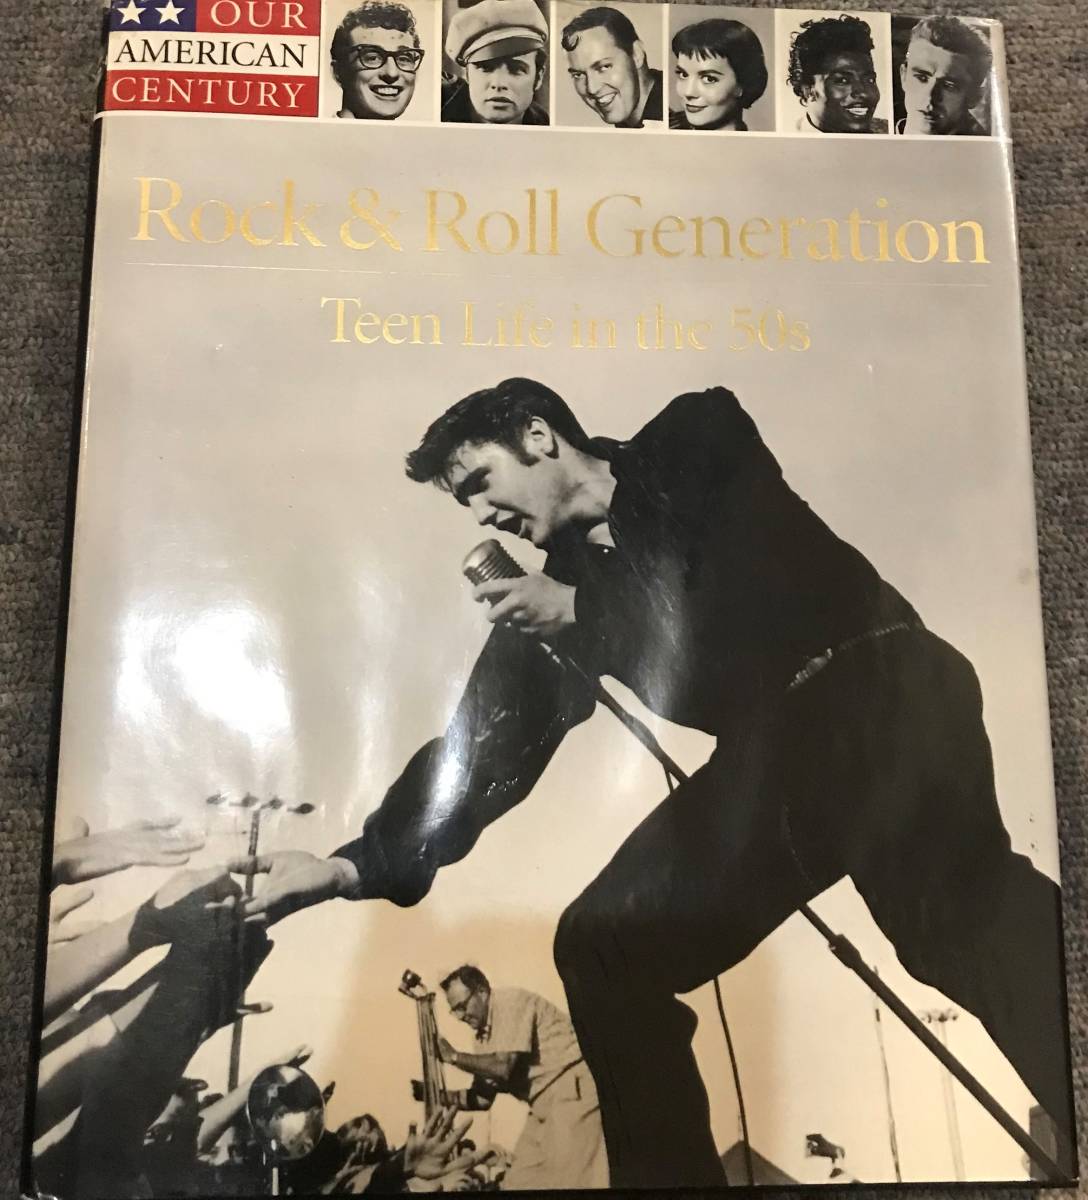 OUR
AMERICAN
CENTURY
Rock & Roll Generation
Teen Life in the 50s